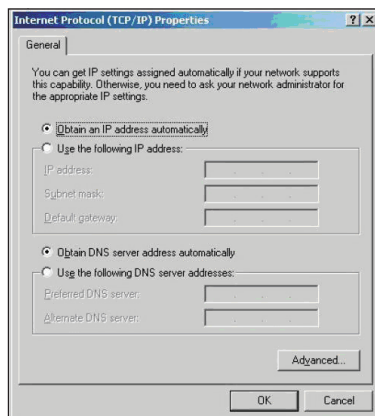 Internet Protocol (TCP/IP) Properties
? ×
General
You can get IP settings assigned automatically if your network supports
this capability. Otherwise, you need to ask your network administrator for
the appropriate IP settings.
Obtain an IP address automatically
Use the following IP address:
IP address:
Subnet mask:
Default gateway:
Obtain DNS server address automatically
Use the following DNS server addresses:
Preferred DNS server:
Alternate DNS server:
Advanced...
OK Cancel